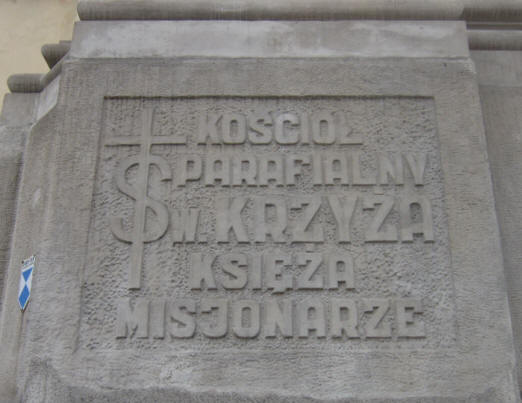 KOŚCIÓŁ
PARAFIALNY
ŚW. KRZYŻA
KSIĘŻA
MISJONARZE